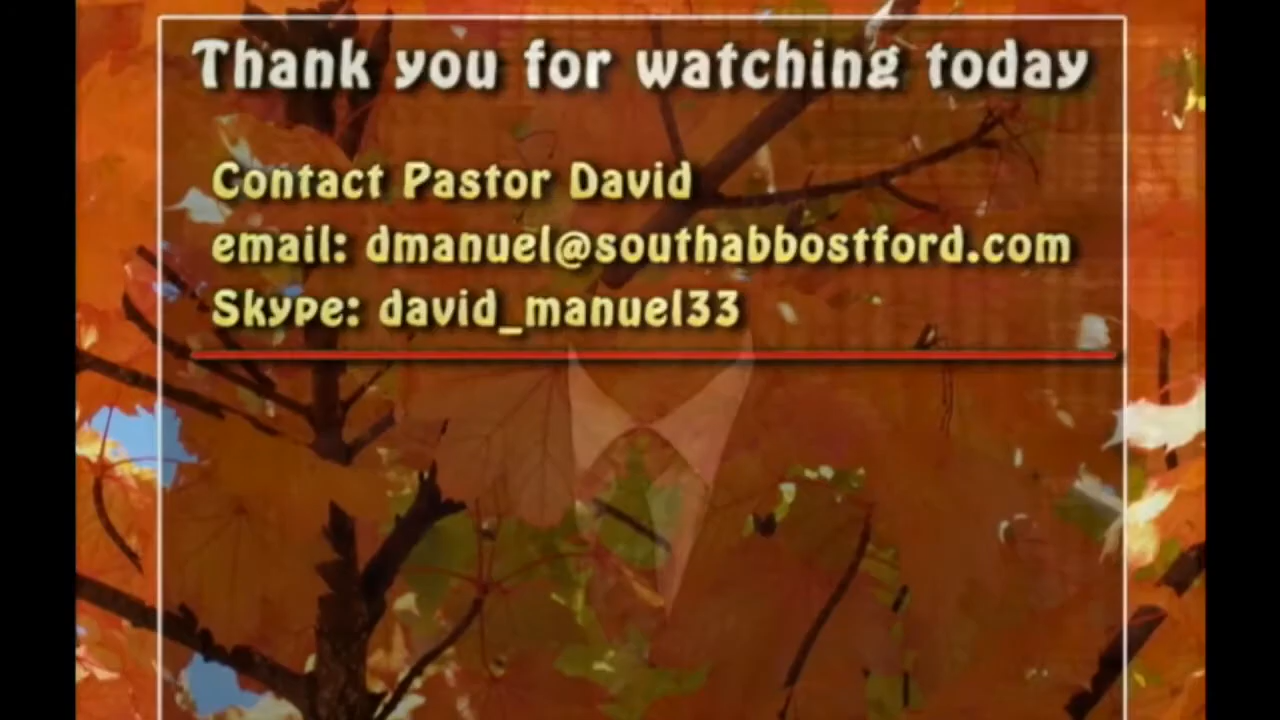 Thank you for watching today
Contact Pastor David
email: dmanuel@southabbostford.com
Skype: david_manuel33